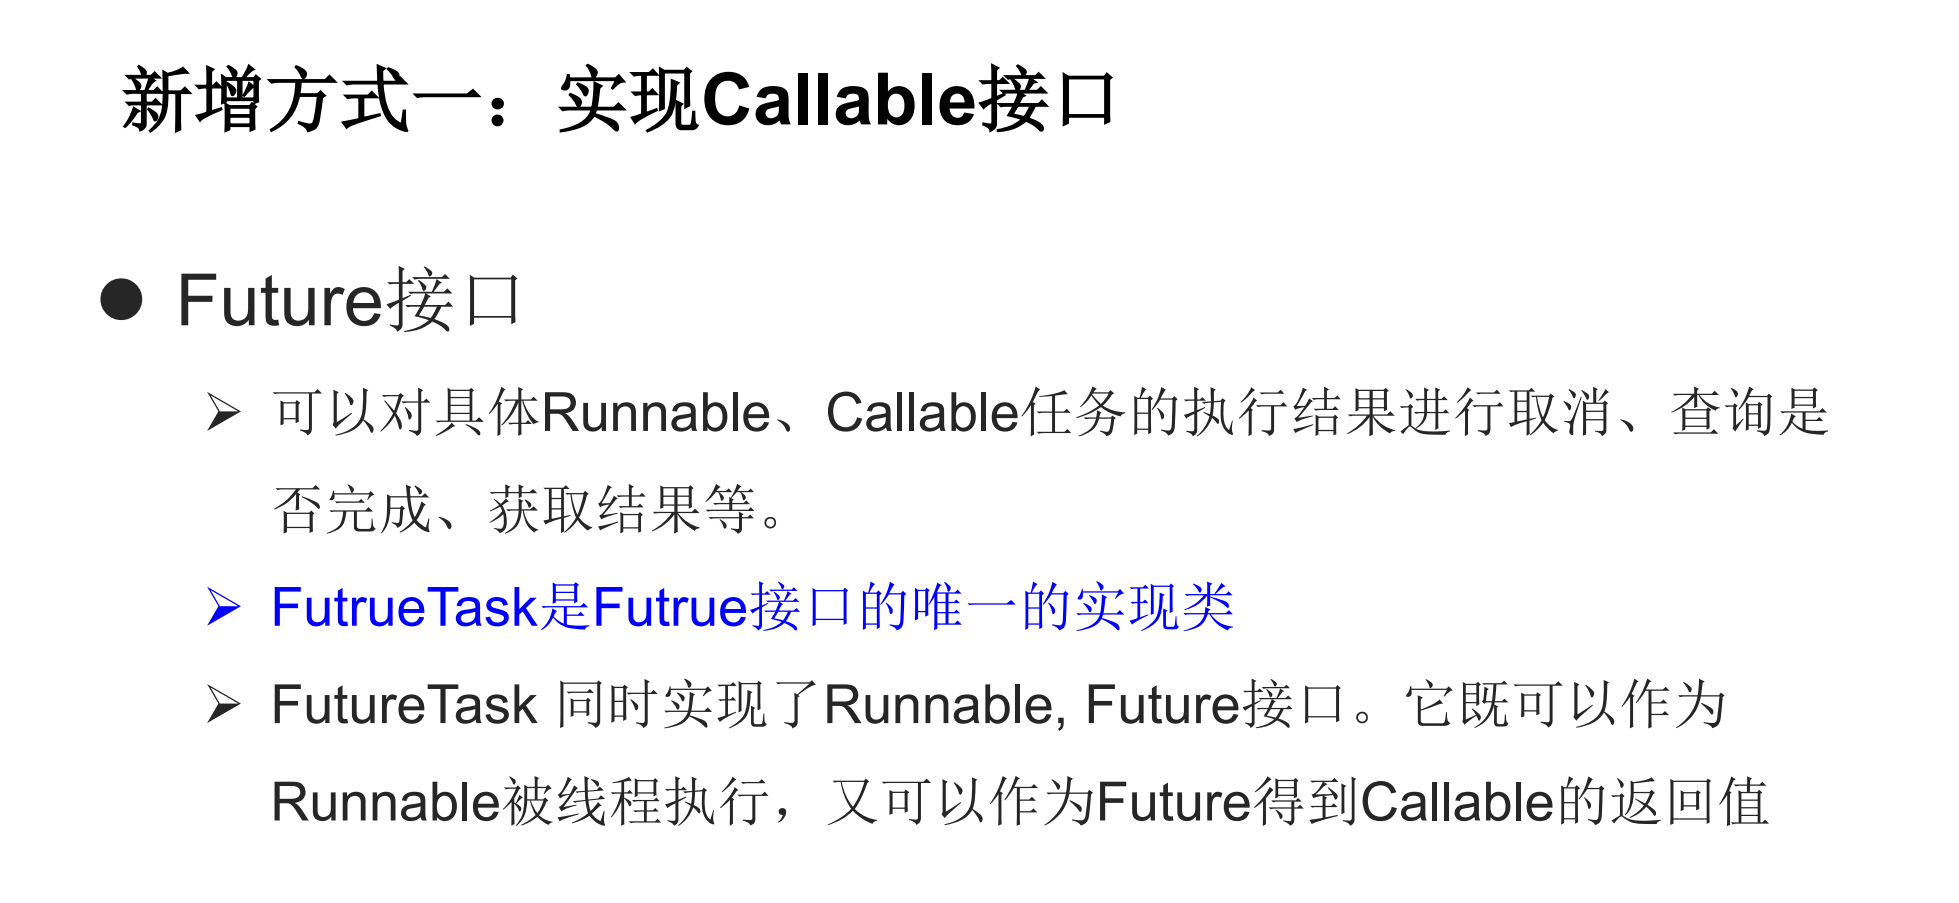 新增方式一：实现Callable接口
Future接口
可以对具体Runnable、Callable任务的执行结果进行取消、查询是
否完成、获取结果等。
FutrueTask是Futrue接口的唯一的实现类
FutureTask 同时实现了Runnable, Future接口。它既可以作为
Runnable被线程执行，又可以作为Future得到Callable的返回值